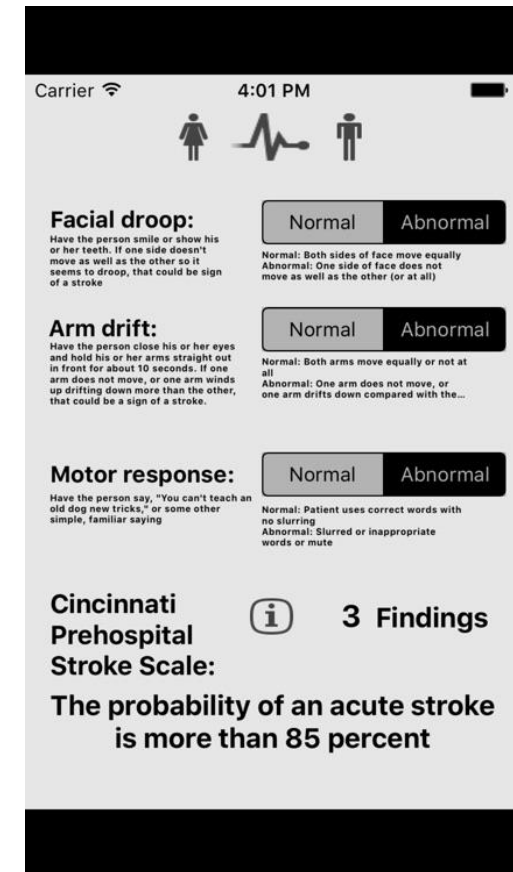 Carrier 4:01 PM
Facial droop:
Have the person smile or show his
or her teeth. If one side doesn't
move as well as the other so it
seems to droop, that could be sign
of a stroke
Normal Abnormal
Normal: Both sides of face move equally
Abnormal: One side of face does not
move as well as the other (or at all)
Arm drift:
Have the person close his or her eyes
and hold his or her arms straight out
in front for about 10 seconds. If one
arm does not move, or one arm winds
up drifting down more than the other,
that could be a sign of a stroke.
Normal Abnormal
Normal: Both arms move equally or not at
all
Abnormal: One arm does not move, or
one arm drifts down compared with the...
Motor response:
Have the person say, "You can't teach an
old dog new tricks," or some other
simple, familiar saying
Normal Abnormal
Normal: Patient uses correct words with
no slurring
Abnormal: Slurred or inappropriate
words or mute
Cincinnati
Prehospital
Stroke Scale:
i
3 Findings
The probability of an acute stroke
is more than 85 percent